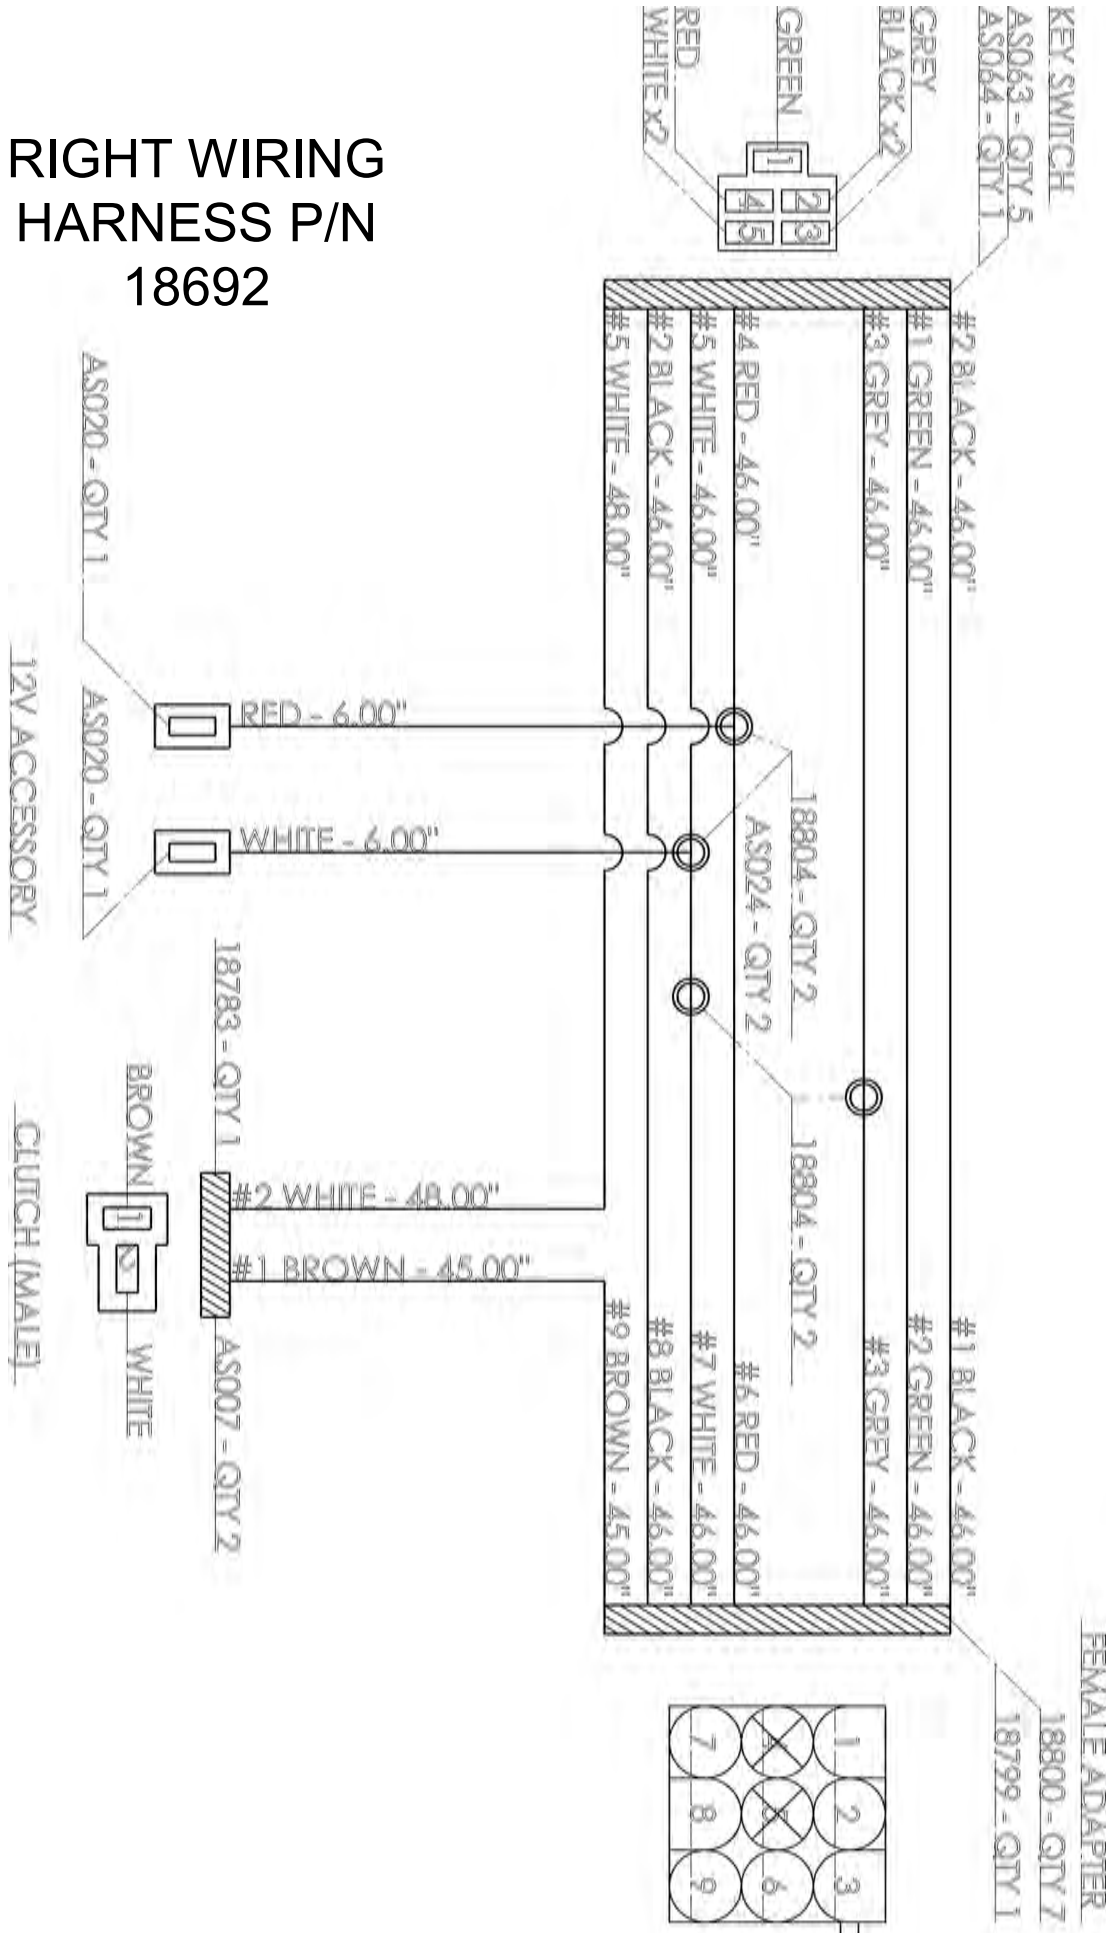 RIGHT WIRING
HARNESS P/N
18692
KEY SWITCH
AS063 - QTY 5
AS064 - QTY 1
GREY
BLACK x2
GREEN
RED
WHITE x2
1
2
3
4
5
#2 BLACK - 46.00"
#1 GREEN - 46.00"
#3 GREY - 46.00"
#4 RED - 46.00"
#5 WHITE - 46.00"
#2 BLACK - 46.00"
#5 WHITE - 48.00"
AS020 - QTY 1
AS020 - QTY 1
12V ACCESSORY
RED - 6.00"
WHITE - 6.00"
18804 - QTY 2
AS024 - QTY 2
18804 - QTY 2
18783 - QTY 1
AS007 - QTY 2
#2 WHITE - 48.00"
#1 BROWN - 45.00"
BROWN
1
2
WHITE
CLUTCH (MALE)
#1 BLACK - 46.00"
#2 GREEN - 46.00"
#3 GREY - 46.00"
#6 RED - 46.00"
#7 WHITE - 46.00"
#8 BLACK - 46.00"
#9 BROWN - 45.00"
FEMALE ADAPTER
18800 - QTY 7
18799 - QTY 1
1
2
3
4
5
6
7
8
9